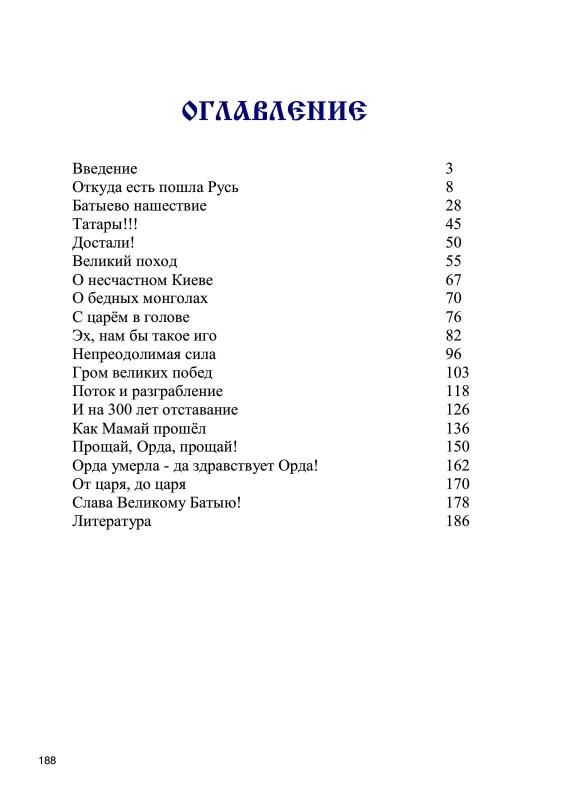 ОГЛАВЛЕНИЕ
Введение 3
Откуда есть пошла Русь 8
Батыево нашествие 28
Татары!!! 45
Достали! 50
Великий поход 55
О несчастном Киеве 67
О бедных монголах 70
С царём в голове 76
Эх, нам бы такое иго 82
Непреодолимая сила 96
Гром великих побед 103
Поток и разграбление 118
И на 300 лет отставание 126
Как Мамай прошёл 136
Прощай, Орда, прощай! 150
Орда умерла - да здравствует Орда! 162
От царя, до царя 170
Слава Великому Батыю! 178
Литература 186
188